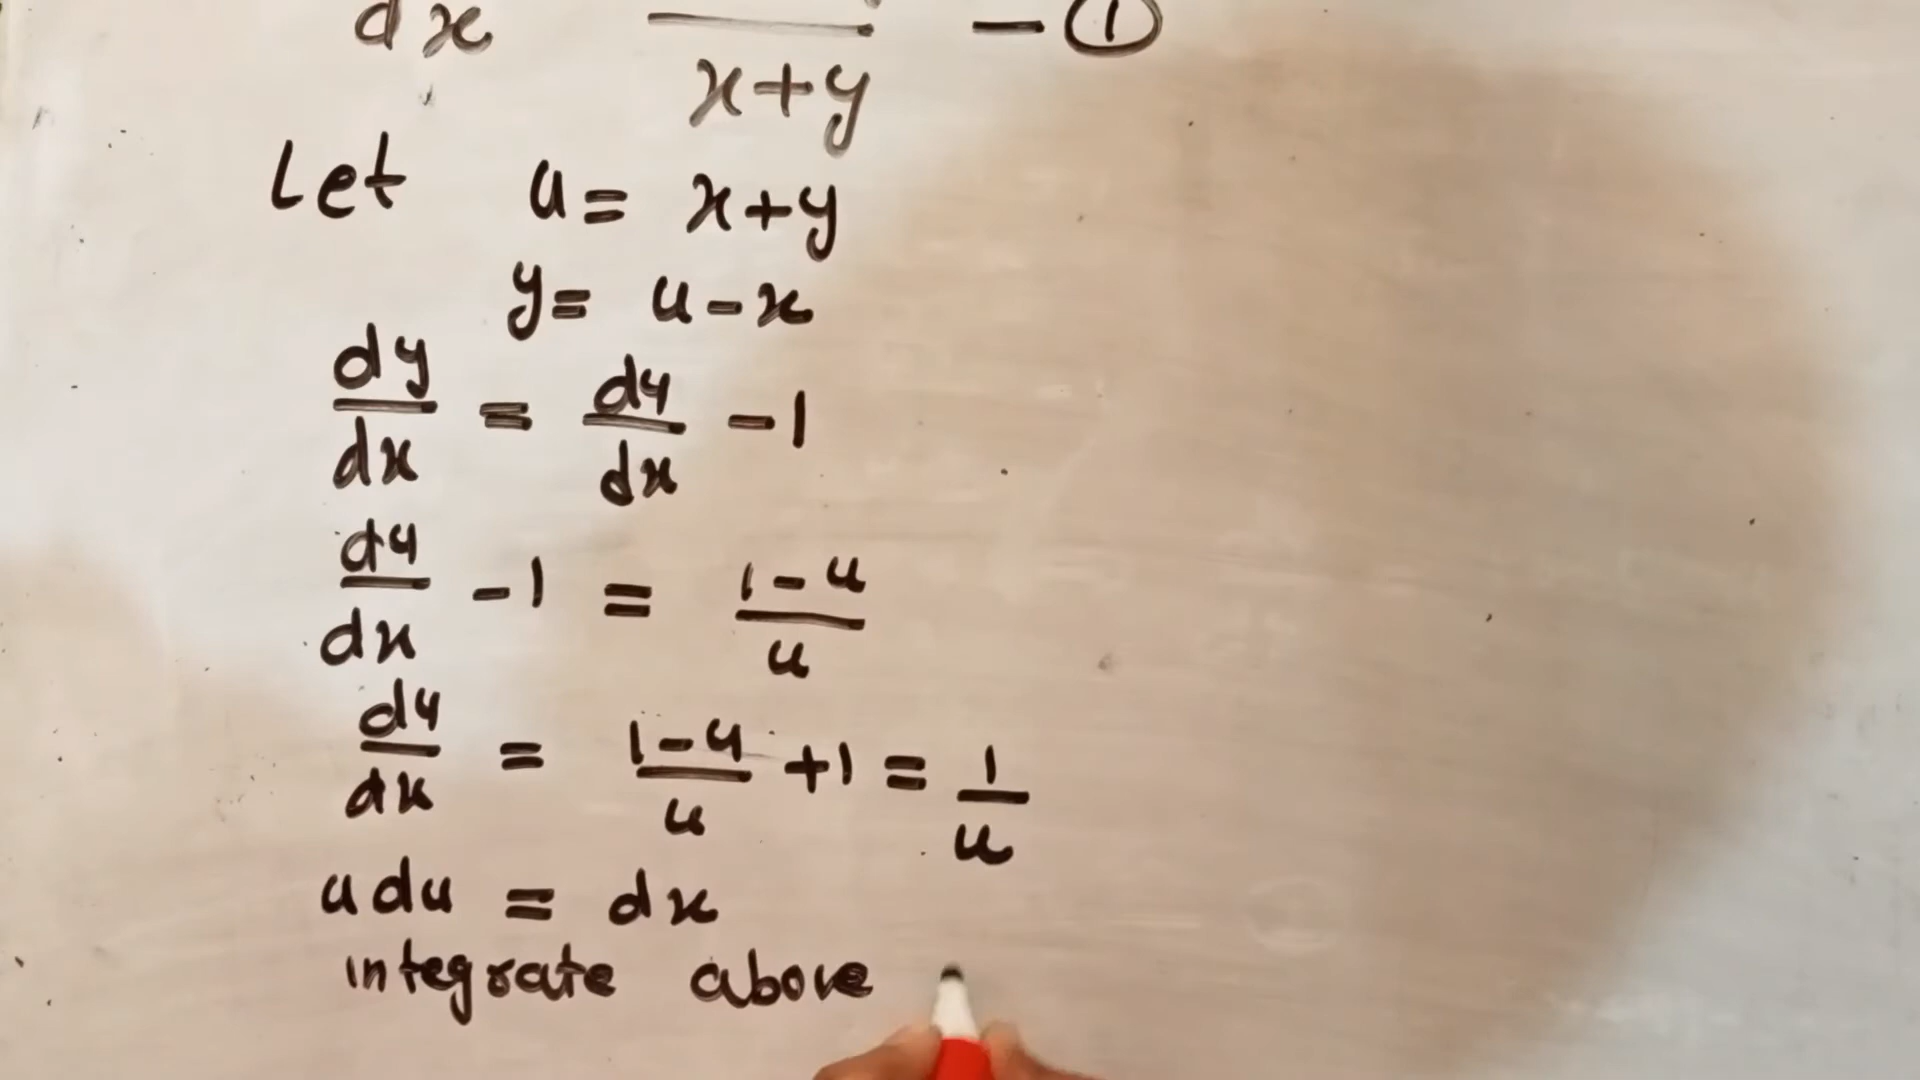 dx — ①
x+y
Let u = x+y
y = u - x
dy/dx = du/dx - 1
du/dx - 1 = 1-u/u
du/dx = 1-u/u + 1 = 1/u
u du = dx
integrate above